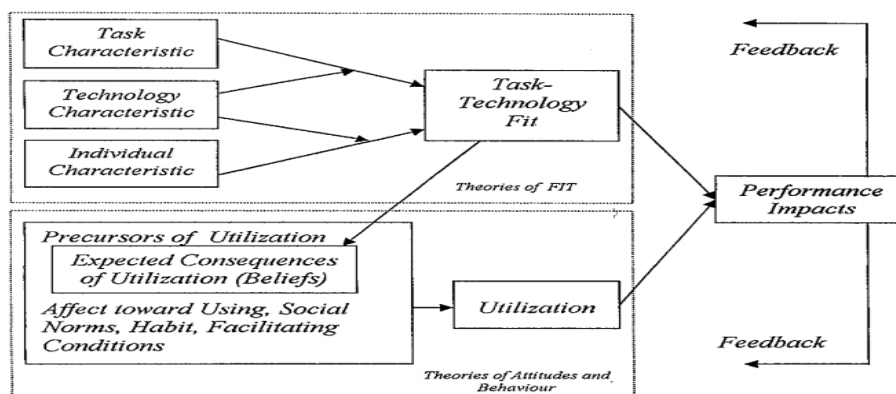 Task
Characteristic
Technology
Characteristic
Individual
Characteristic
Task-
Technology
Fit
Theories of FIT
Precursors of Utilization
Expected Consequences
of Utilization (Beliefs)
Affect toward Using, Social
Norms, Habit, Facilitating
Conditions
Utilization
Theories of Attitudes and
Behaviour
Feedback
Performance
Impacts
Feedback